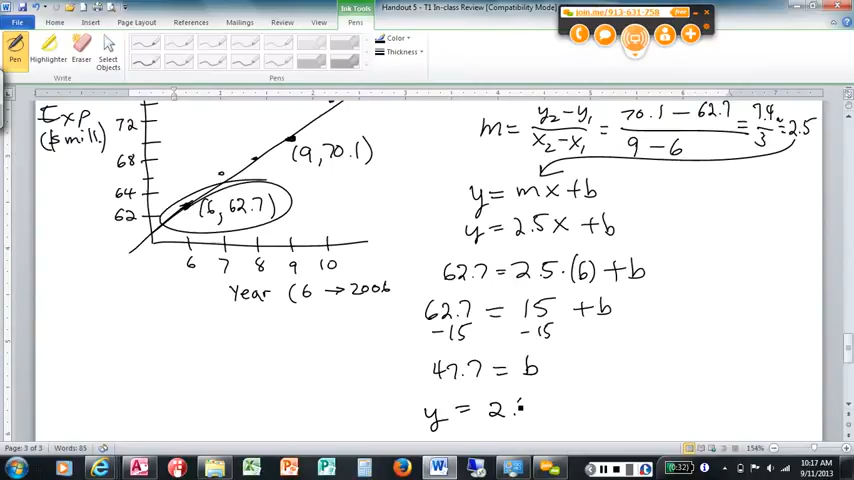 Ink Tools
Handout 5 - T1 In-class Review [Compatibility Mode]
join.me/913-631-758
File Home Insert Page Layout References Mailings Review View Pens
Pen Highlighter Eraser Select Objects
Color
Thickness
Write Pens
Exp
($ mill.)
72
68
64
62
(9, 70.1)
(6, 62.7)
6 7 8 9 10
Year (6 → 2006
m = y₂-y₁ / x₂-x₁ = 70.1 - 62.7 / 9 - 6 = 7.4 / 3 ≈ 2.5
y = mx + b
y = 2.5x + b
62.7 = 2.5 · (6) + b
62.7 = 15 + b
-15 -15
47.7 = b
y = 2.
Page: 3 of 3 Words: 85
154%
0:32
10:17 AM
9/11/2013